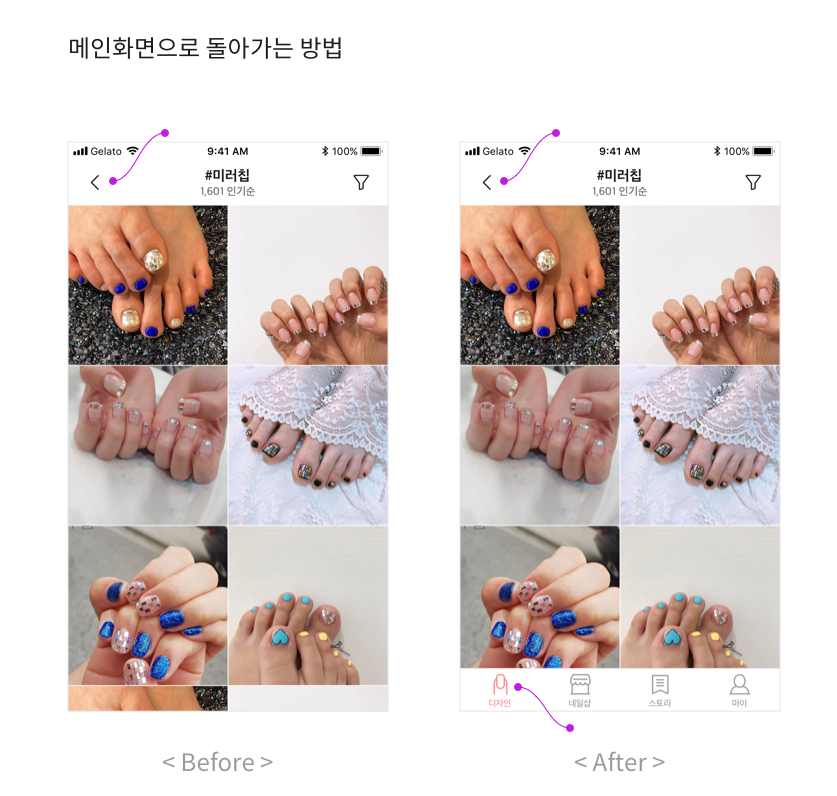 메인화면으로 돌아가는 방법
Gelato 9:41 AM 100%
#미러칩
1,601 인기순
Gelato 9:41 AM 100%
#미러칩
1,601 인기순
디자인 네일샵 스토리 마이
< Before >
< After >